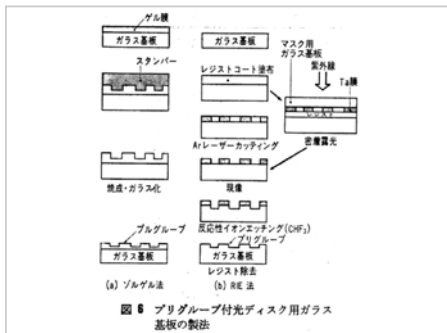 ゲル膜
ガラス基板
スタンパー
焼成・ガラス化
プルグルーブ
ガラス基板
(a) ゾルゲル法
ガラス基板
レジストコート塗布
Arレーザーカッティング
現像
反応性イオンエッチング(CHF₃)
プリグルーブ
ガラス基板
レジスト除去
(b) RIE 法
マスク用
ガラス基板
紫外線
Ta膜
レジスト
密着露光
図 6 プリグルーブ付光ディスク用ガラス
基板の製法